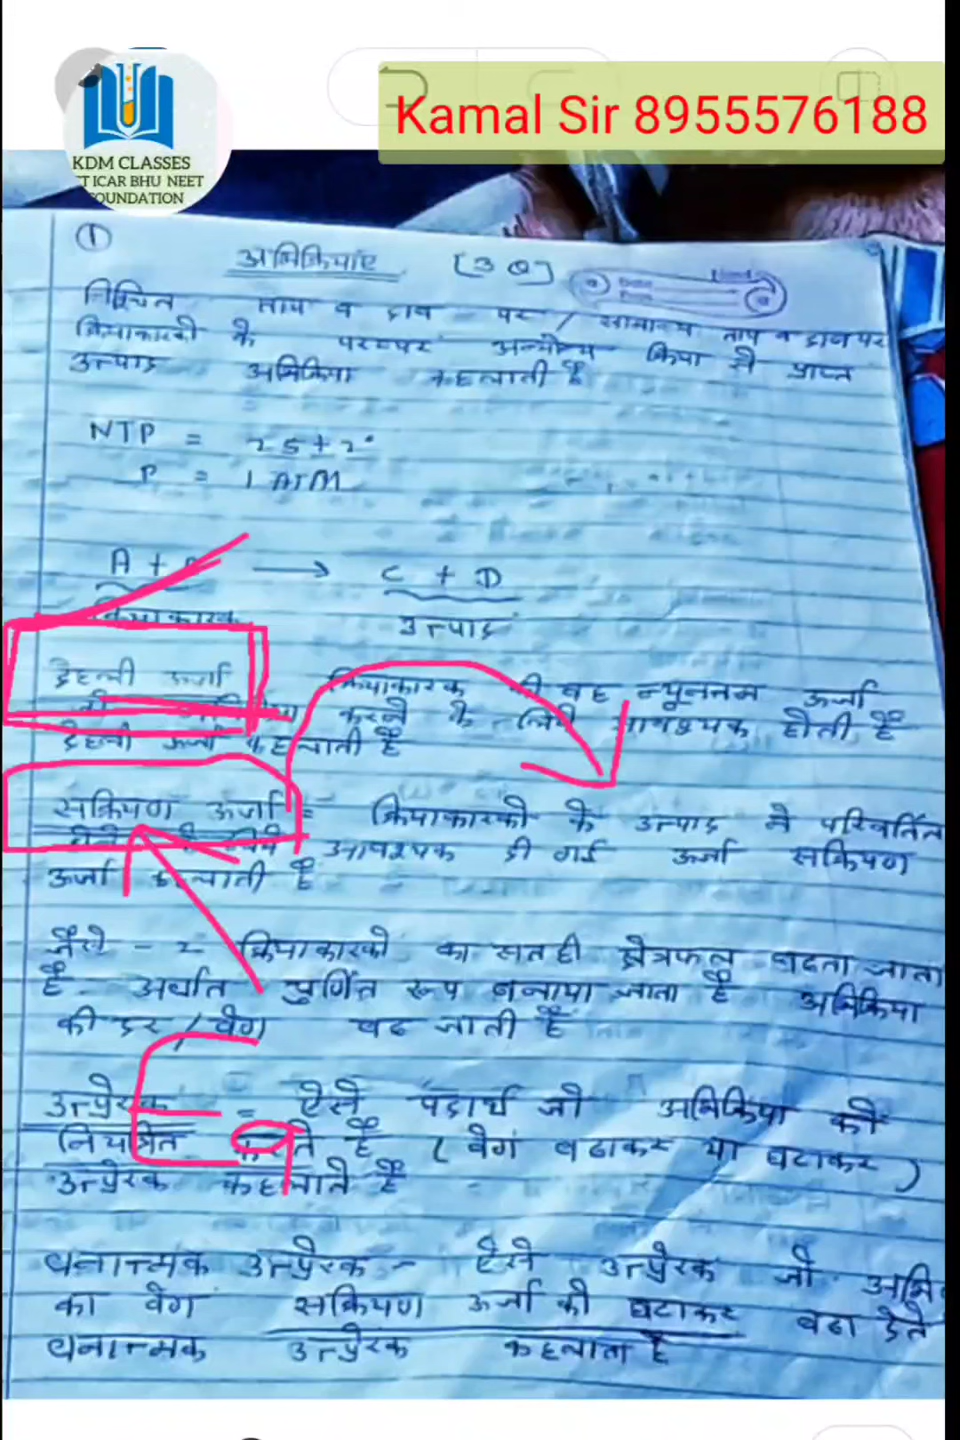 Kamal Sir 8955576188
KDM CLASSES
T ICAR BHU NEET
OUNDATION
①
अभिक्रियाए [3 Q]
निश्चित ताप व दाब पर / सामान्य ताप व दाब पर
क्रियाकारको के परस्पर अन्योन्य क्रिया से प्राप्त
उत्पाद अभिक्रिया कहलाती है
NTP =
P = 1 ATM
A + → C + D
क्रियाकारक उत्पाद
देहली ऊर्जा क्रियाकारक की वह न्यूनतम ऊर्जा
करने के लिये आवश्यक होती है
देहली ऊर्जा कहलाती है
सक्रियण ऊर्जा = क्रियाकारको के उत्पाद मे परिवर्तित
आवश्यक दी गई ऊर्जा सक्रियण
ऊर्जा कहलाती है
जैसे - 2 क्रियाकारको का सतही क्षेत्रफल बढता जाता
है अर्थात पुर्णित रूप बनाया जाता है अभिक्रिया
की दर / वेग बढ जाती है
उत्प्रेरक = ऐसे पदार्थ जो अभिक्रिया को
नियंत्रित करते है ( वेग बढाकर या घटाकर )
उत्प्रेरक कहलाते है
Eq
धनात्मक उत्प्रेरक - ऐसे उत्प्रेरक जो अभि
का वेग सक्रियण ऊर्जा को घटाकर बढा देते
धनात्मक उत्प्रेरक कहलाता है